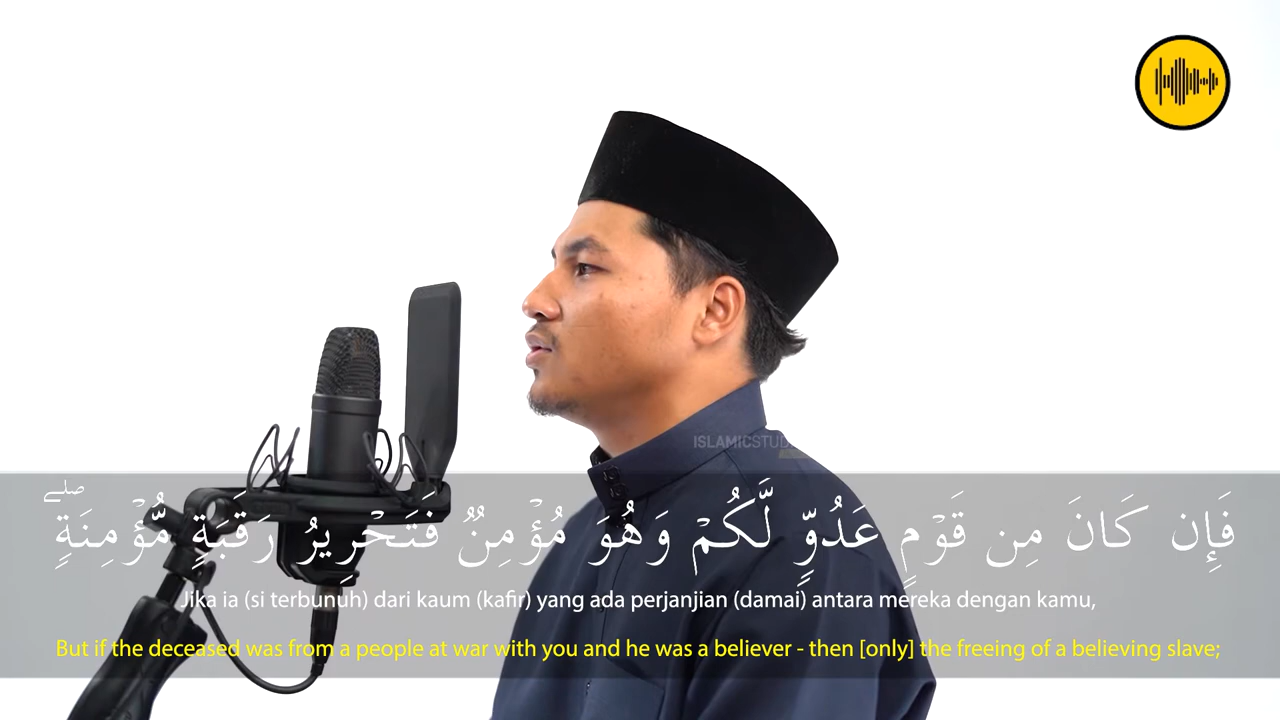 ISLAMICSTUD
فَإِن كَانَ مِن قَوْمٍ عَدُوٍّ لَّكُمْ وَهُوَ مُؤْمِنٌ فَتَحْرِيرُ رَقَبَةٍ مُّؤْمِنَةٍ ۖ
Jika ia (si terbunuh) dari kaum (kafir) yang ada perjanjian (damai) antara mereka dengan kamu,
But if the deceased was from a people at war with you and he was a believer - then [only] the freeing of a believing slave;